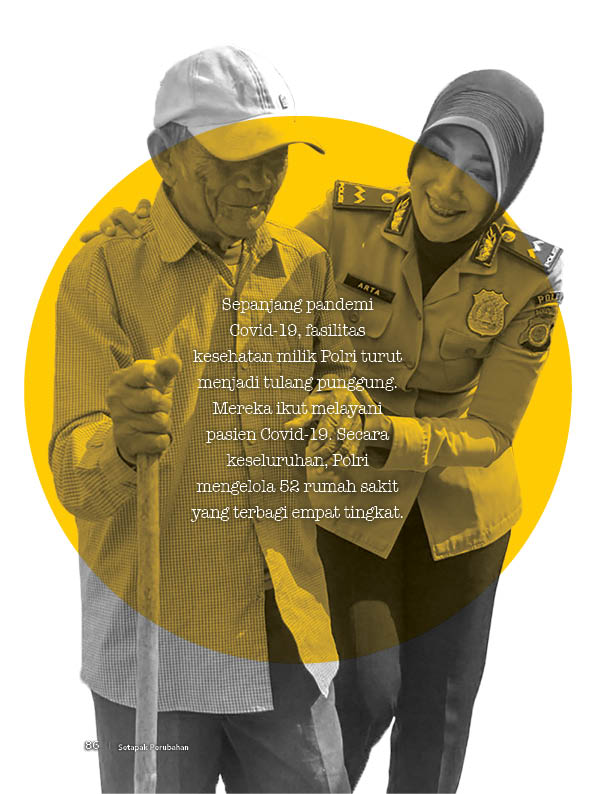 POLRI
ARTA
Sepanjang pandemi
Covid-19, fasilitas
kesehatan milik Polri turut
menjadi tulang punggung.
Mereka ikut melayani
pasien Covid-19. Secara
keseluruhan, Polri
mengelola 52 rumah sakit
yang terbagi empat tingkat.
86 | Setapak Perubahan